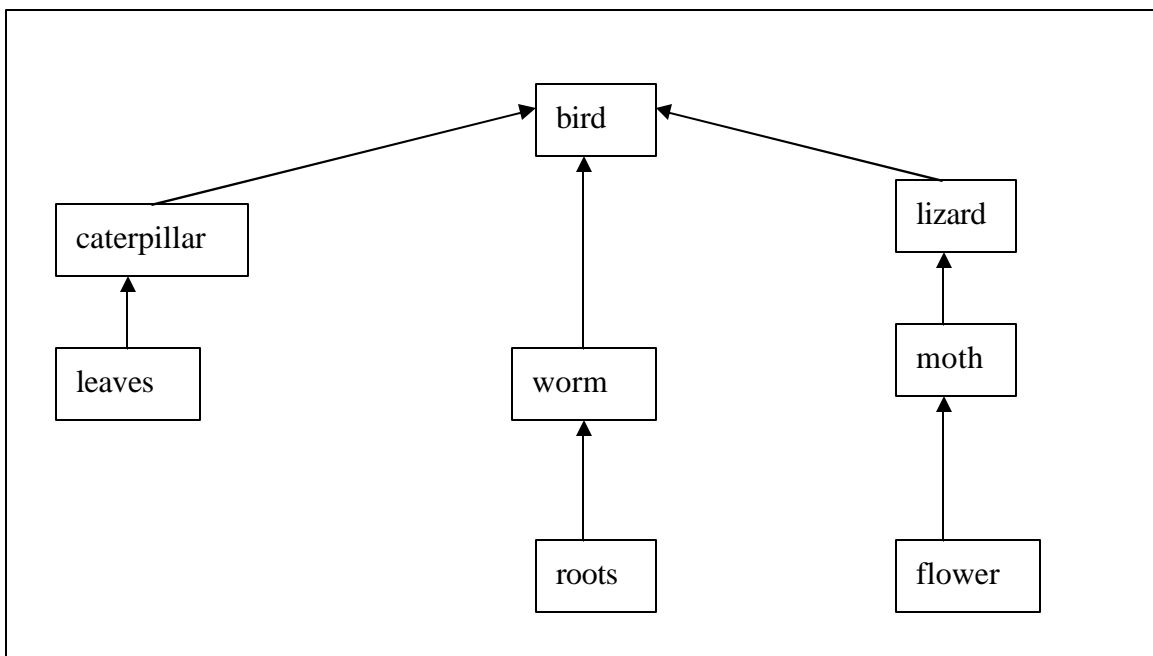 bird
lizard
caterpillar
moth
leaves
worm
roots
flower